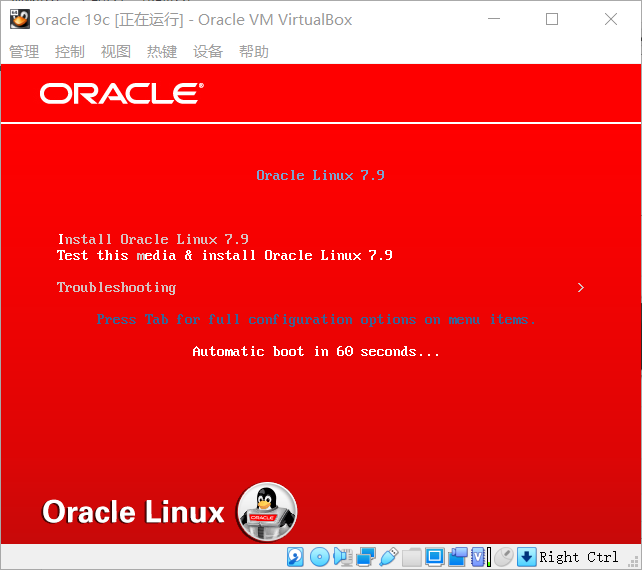 oracle 19c [正在运行] - Oracle VM VirtualBox
管理 控制 视图 热键 设备 帮助
ORACLE®
Oracle Linux 7.9
Install Oracle Linux 7.9
Test this media & install Oracle Linux 7.9
Troubleshooting >
Press Tab for full configuration options on menu items.
Automatic boot in 60 seconds...
Oracle Linux
ORACLE
Right Ctrl